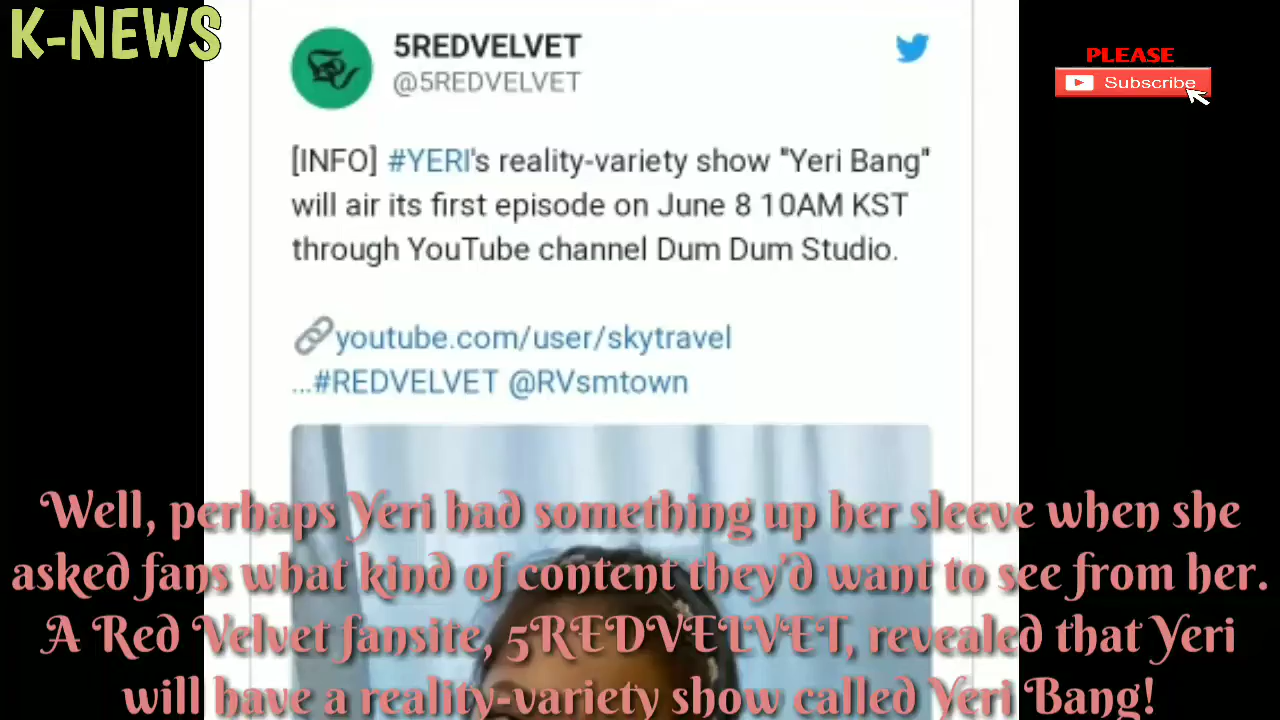 K-NEWS
5REDVELVET
@5REDVELVET
PLEASE
Subscribe
[INFO] #YERI's reality-variety show "Yeri Bang"
will air its first episode on June 8 10AM KST
through YouTube channel Dum Dum Studio.
youtube.com/user/skytravel
...#REDVELVET @RVsmtown
Well, perhaps Yeri had something up her sleeve when she
asked fans what kind of content they'd want to see from her.
A Red Velvet fansite, 5REDVELVET, revealed that Yeri
will have a reality-variety show called Yeri Bang!